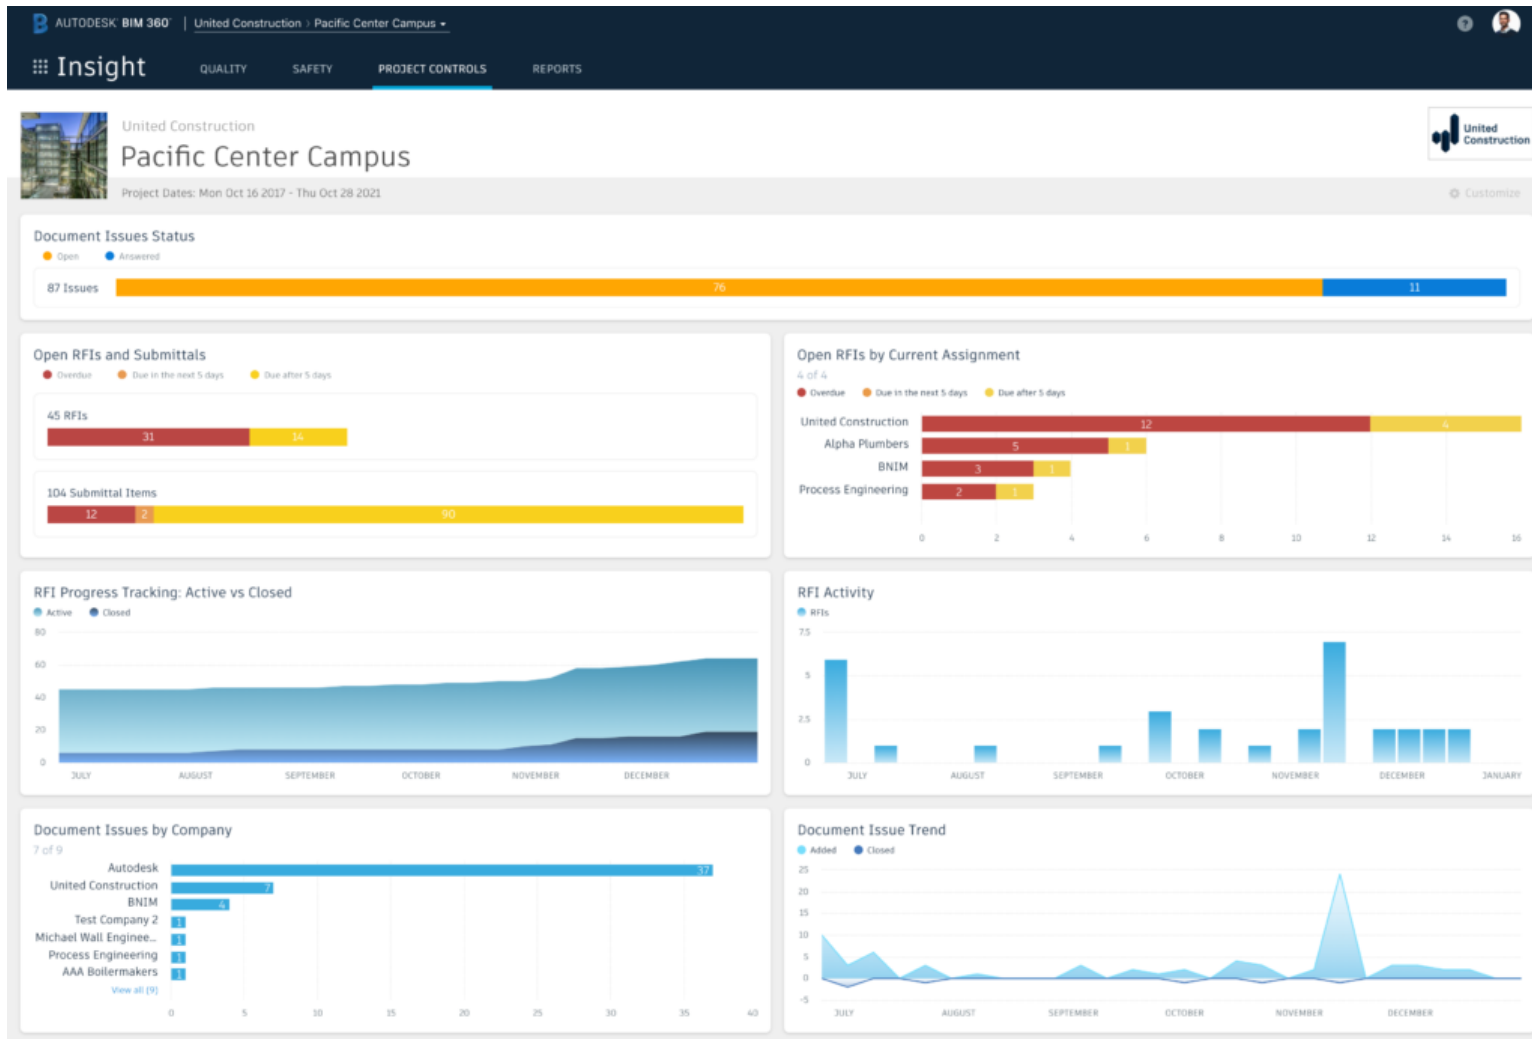 AUTODESK BIM 360 | United Construction > Pacific Center Campus
?
Insight QUALITY SAFETY PROJECT CONTROLS REPORTS
United Construction
Pacific Center Campus
Project Dates: Mon Oct 16 2017 - Thu Oct 28 2021
United
Construction
Customize
Document Issues Status
Open Answered
87 Issues 76 11
Open RFIs and Submittals
Overdue Due in the next 5 days Due after 5 days
45 RFIs
31 14
104 Submittal Items
12 2 90
Open RFIs by Current Assignment
4 of 4
Overdue Due in the next 5 days Due after 5 days
United Construction 12 4
Alpha Plumbers 5 1
BNIM 3 1
Process Engineering 2 1
0 2 4 6 8 10 12 14 16
RFI Progress Tracking: Active vs Closed
Active Closed
80
60
40
20
0
JULY AUGUST SEPTEMBER OCTOBER NOVEMBER DECEMBER
RFI Activity
RFIs
7.5
5
2.5
0
JULY AUGUST SEPTEMBER OCTOBER NOVEMBER DECEMBER JANUARY
Document Issues by Company
7 of 9
Autodesk 37
United Construction 7
BNIM 4
Test Company 2 1
Michael Wall Enginee... 1
Process Engineering 1
AAA Boilermakers 1
View all (9)
0 5 10 15 20 25 30 35 40
Document Issue Trend
Added Closed
25
20
15
10
5
0
-5
JULY AUGUST SEPTEMBER OCTOBER NOVEMBER DECEMBER